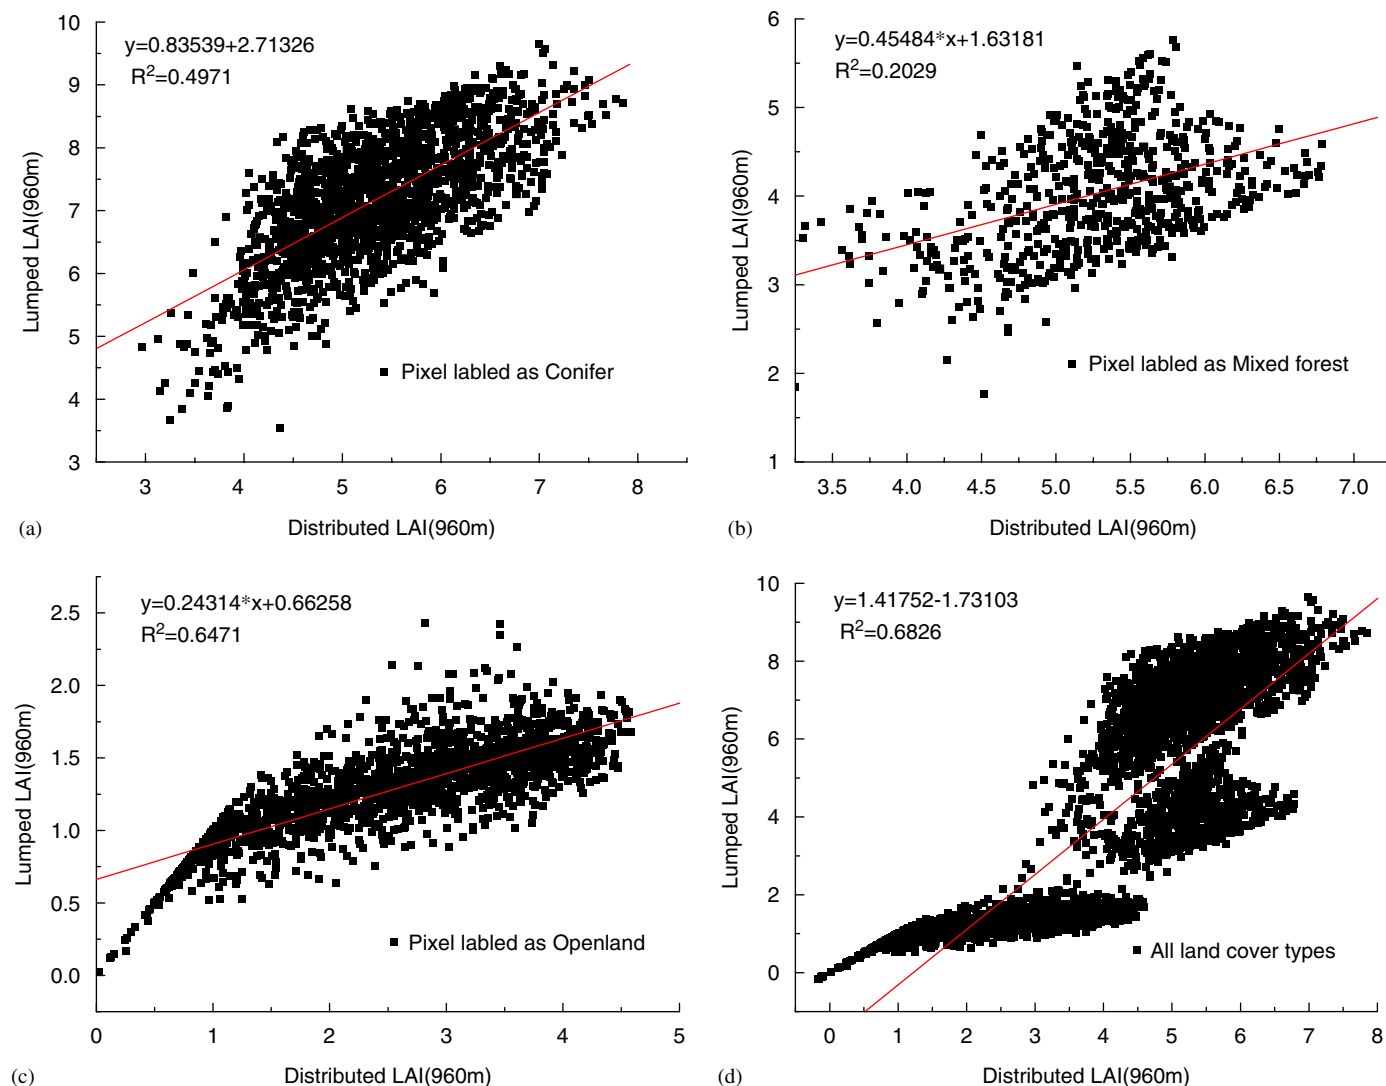 y=0.83539+2.71326
R²=0.4971
Lumped LAI(960m)
10
9
8
7
6
5
4
3
Pixel labled as Conifer
3 4 5 6 7 8
(a)
Distributed LAI(960m)
y=0.45484*x+1.63181
R²=0.2029
Lumped LAI(960m)
6
5
4
3
2
1
Pixel labled as Mixed forest
3.5 4.0 4.5 5.0 5.5 6.0 6.5 7.0
(b)
Distributed LAI(960m)
y=0.24314*x+0.66258
R²=0.6471
Lumped LAI(960m)
2.5
2.0
1.5
1.0
0.5
0.0
Pixel labled as Openland
0 1 2 3 4 5
(c)
Distributed LAI(960m)
y=1.41752-1.73103
R²=0.6826
Lumped LAI(960m)
10
8
6
4
2
0
All land cover types
0 1 2 3 4 5 6 7 8
(d)
Distributed LAI(960m)